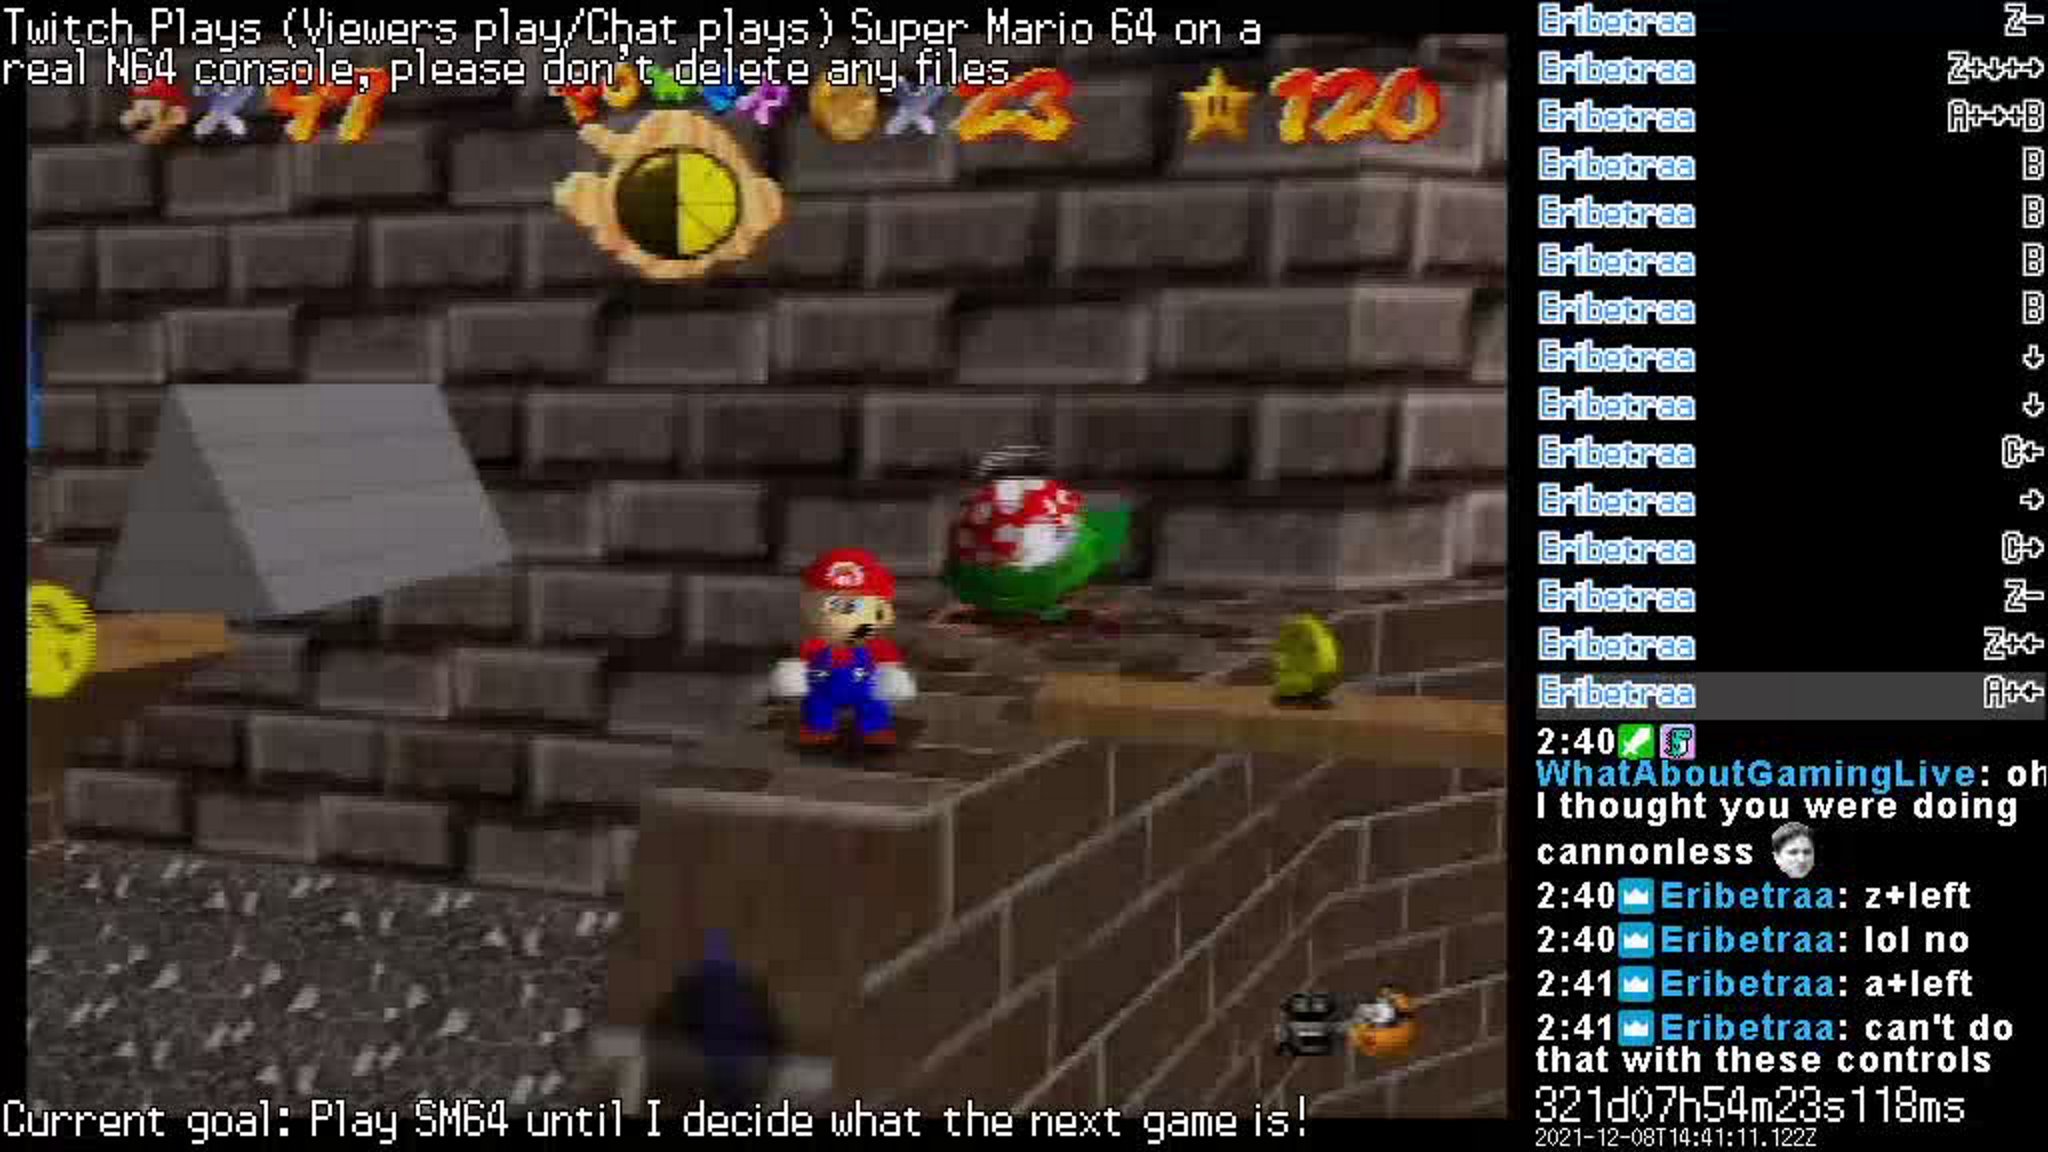 Twitch Plays (Viewers play/Chat plays) Super Mario 64 on a
real N64 console, please don't delete any files
23
120
Current goal: Play SM64 until I decide what the next game is!
Eribetraa Z-
Eribetraa Z+↓+→
Eribetraa A+→+B
Eribetraa B
Eribetraa B
Eribetraa B
Eribetraa B
Eribetraa ↓
Eribetraa ↓
Eribetraa C←
Eribetraa →
Eribetraa C→
Eribetraa Z-
Eribetraa Z+←
Eribetraa A+←
2:40
WhatAboutGamingLive: oh
I thought you were doing
cannonless
2:40 Eribetraa: z+left
2:40 Eribetraa: lol no
2:41 Eribetraa: a+left
2:41 Eribetraa: can't do
that with these controls
321d07h54m23s118ms
2021-12-08T14:41:11.122Z